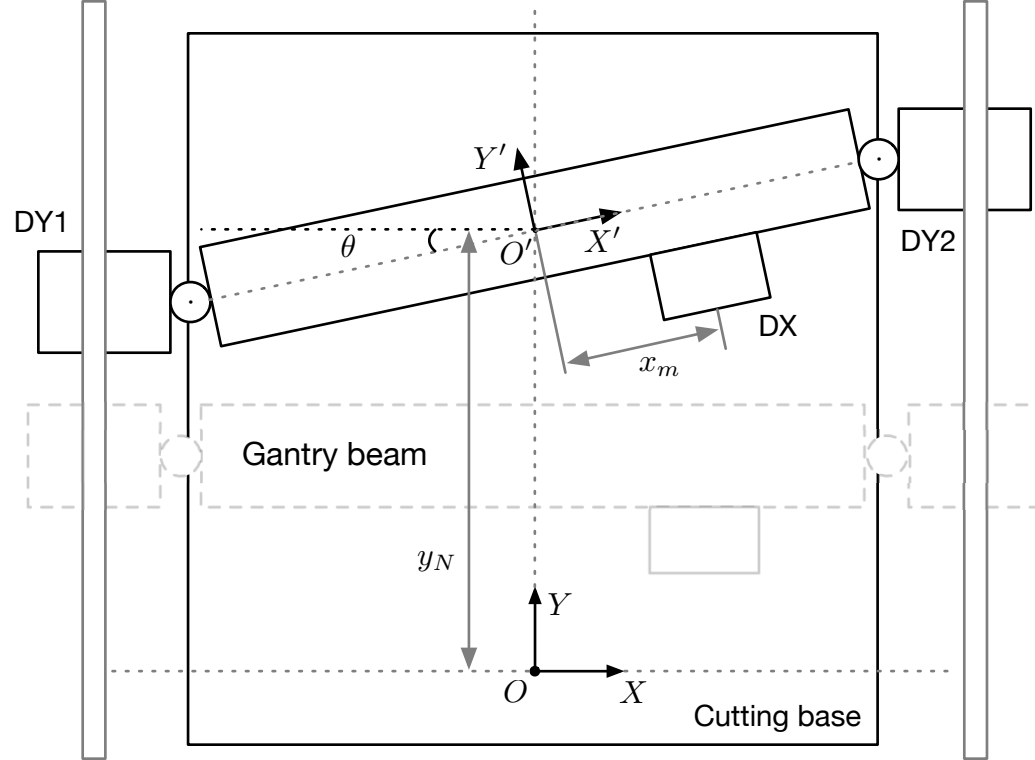 Y′
DY1
θ
O′
X′
DY2
DX
x_m
Gantry beam
y_N
Y
O
X
Cutting base